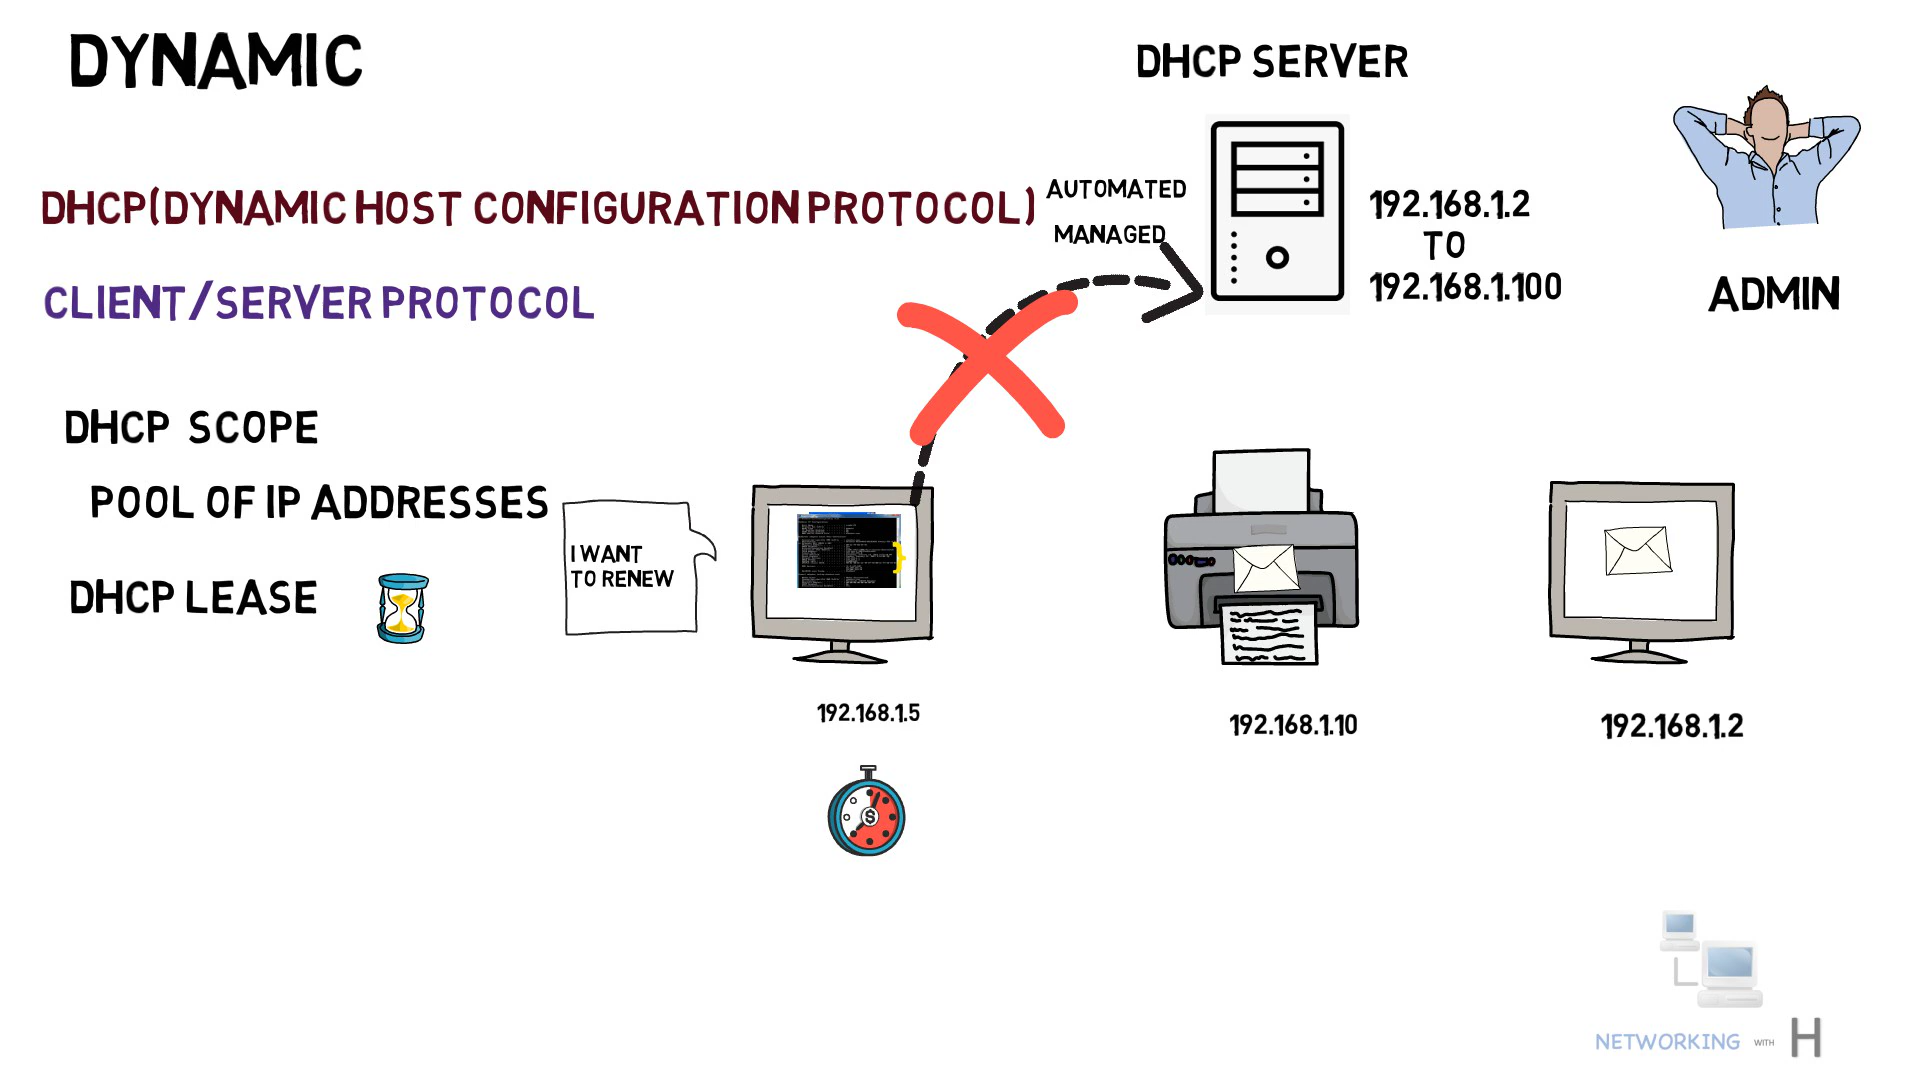 DYNAMIC
DHCP SERVER
DHCP(DYNAMIC HOST CONFIGURATION PROTOCOL)
AUTOMATED
MANAGED
192.168.1.2
TO
192.168.1.100
ADMIN
CLIENT/SERVER PROTOCOL
DHCP SCOPE
POOL OF IP ADDRESSES
DHCP LEASE
I WANT
TO RENEW
192.168.1.5
192.168.1.10
192.168.1.2
$
NETWORKING WITH H